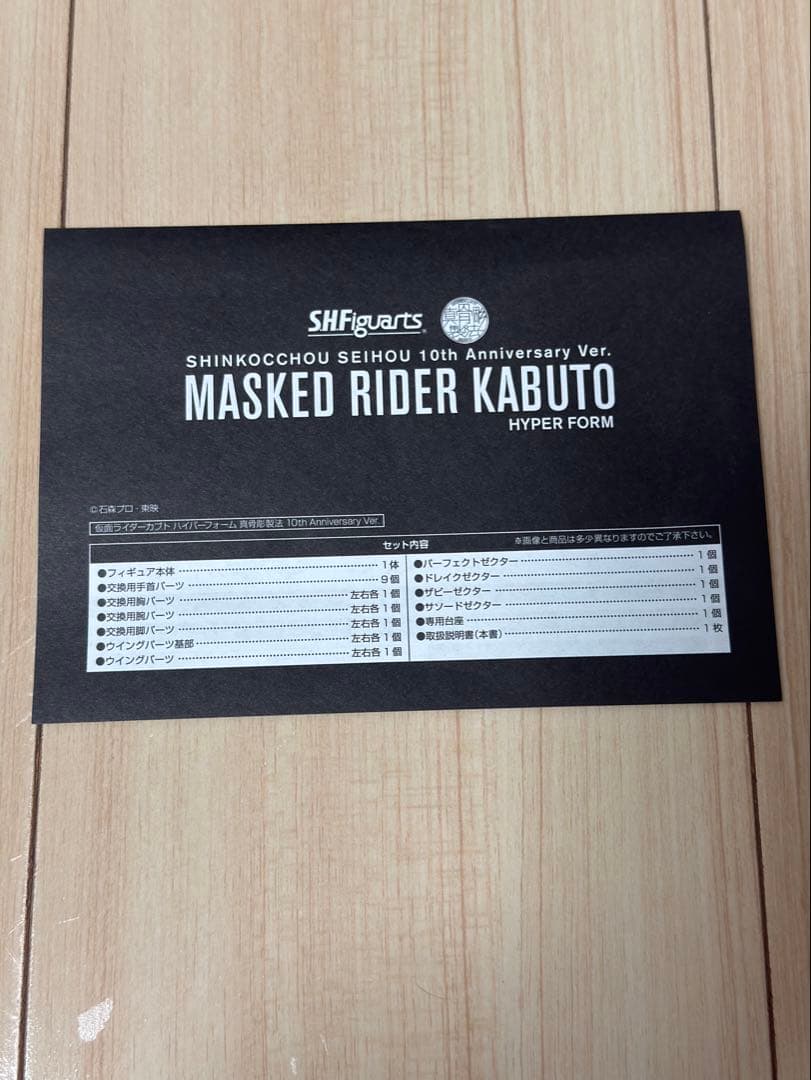 S.H.Figuarts 真骨彫製法
SHINKOCCHOU SEIHOU 10th Anniversary Ver.
MASKED RIDER KABUTO
HYPER FORM
©石森プロ・東映
仮面ライダーカブト ハイパーフォーム 真骨彫製法 10th Anniversary Ver.
セット内容
※画像と商品は多少異なりますのでご了承下さい。
●フィギュア本体 1体
●交換用手首パーツ 9個
●交換用胸パーツ 左右各1個
●交換用腕パーツ 左右各1個
●交換用脚パーツ 左右各1個
●ウイングパーツ基部 左右各1個
●ウイングパーツ 左右各1個
●パーフェクトゼクター 1個
●ドレイクゼクター 1個
●ザビーゼクター 1個
●サソードゼクター 1個
●専用台座 1個
●取扱説明書(本書) 1枚